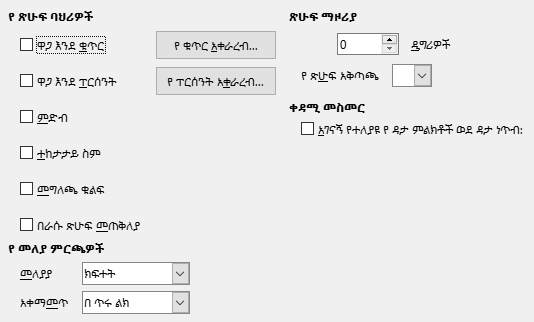 የ ጽሁፍ ባህሪዎች
ዋጋ እንደ ቁጥር
የ ቁጥር አቀራረብ...
ዋጋ እንደ ፐርሰንት
የ ፐርሰንት አቀራረብ...
ምድብ
ተከታታይ ስም
መግለጫ ቁልፍ
በራሱ ጽሁፍ መጠቅለያ
የ መለያ ምርጫዎች
መለያያ
ክፍተት
አቀማመጥ
በ ጥሩ ልክ
ጽሁፍ ማዞሪያ
0
ዲግሪዎች
የ ጽሁፍ አቅጣጫ
ቀዳሚ መስመር
አገናኝ የተለያዩ የ ዳታ ምልክቶች ወደ ዳታ ነጥብ: